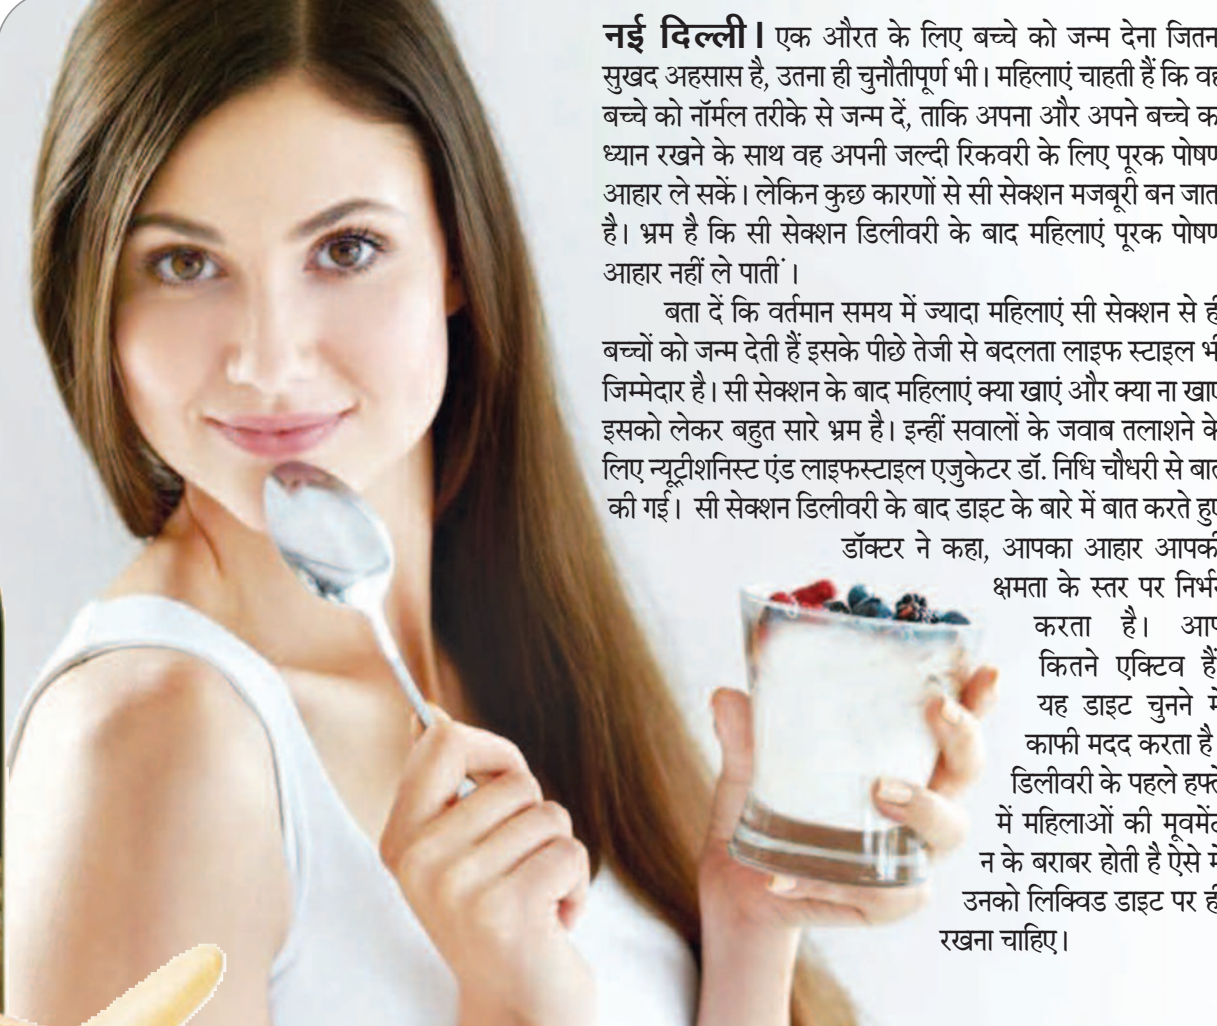 नई दिल्ली। एक औरत के लिए बच्चे को जन्म देना जितन
सुखद अहसास है, उतना ही चुनौतीपूर्ण भी। महिलाएं चाहती हैं कि वह
बच्चे को नॉर्मल तरीके से जन्म दें, ताकि अपना और अपने बच्चे क
ध्यान रखने के साथ वह अपनी जल्दी रिकवरी के लिए पूरक पोषण
आहार ले सकें। लेकिन कुछ कारणों से सी सेक्शन मजबूरी बन जात
है। भ्रम है कि सी सेक्शन डिलीवरी के बाद महिलाएं पूरक पोषण
आहार नहीं ले पातीं।
बता दें कि वर्तमान समय में ज्यादा महिलाएं सी सेक्शन से ही
बच्चों को जन्म देती हैं इसके पीछे तेजी से बदलता लाइफ स्टाइल भी
जिम्मेदार है। सी सेक्शन के बाद महिलाएं क्या खाएं और क्या ना खाए
इसको लेकर बहुत सारे भ्रम है। इन्हीं सवालों के जवाब तलाशने के
लिए न्यूट्रीशनिस्ट एंड लाइफस्टाइल एजुकेटर डॉ. निधि चौधरी से बात
की गई। सी सेक्शन डिलीवरी के बाद डाइट के बारे में बात करते हुए
डॉक्टर ने कहा, आपका आहार आपकी
क्षमता के स्तर पर निर्भर
करता है। आप
कितने एक्टिव हैं
यह डाइट चुनने में
काफी मदद करता है
डिलीवरी के पहले हफ्ते
में महिलाओं की मूवमेंट
न के बराबर होती है ऐसे में
उनको लिक्विड डाइट पर ही
रखना चाहिए।